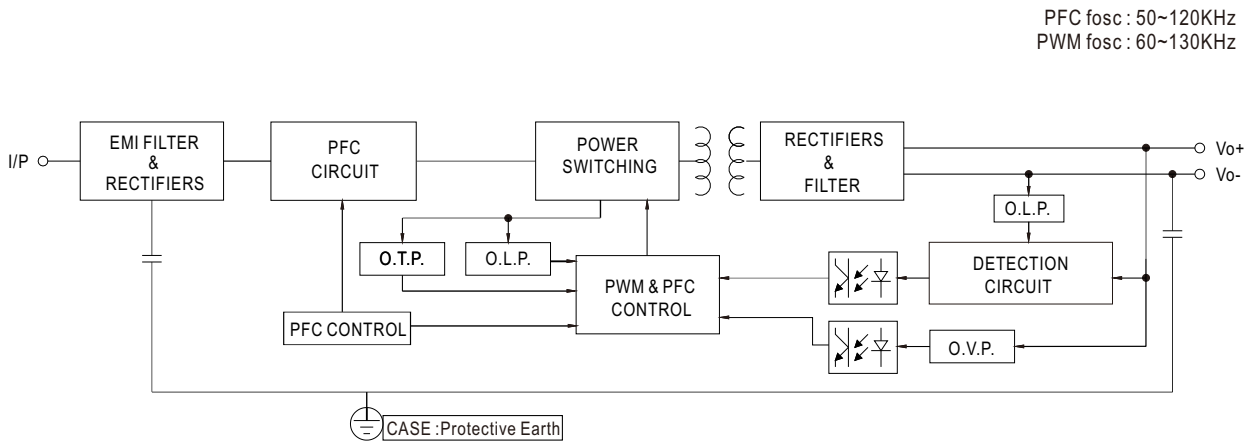 PFC fosc : 50~120KHz
PWM fosc : 60~130KHz
I/P
EMI FILTER
&
RECTIFIERS
PFC
CIRCUIT
POWER
SWITCHING
RECTIFIERS
&
FILTER
Vo+
Vo-
O.L.P.
O.T.P.
O.L.P.
PWM & PFC
CONTROL
DETECTION
CIRCUIT
PFC CONTROL
O.V.P.
CASE : Protective Earth